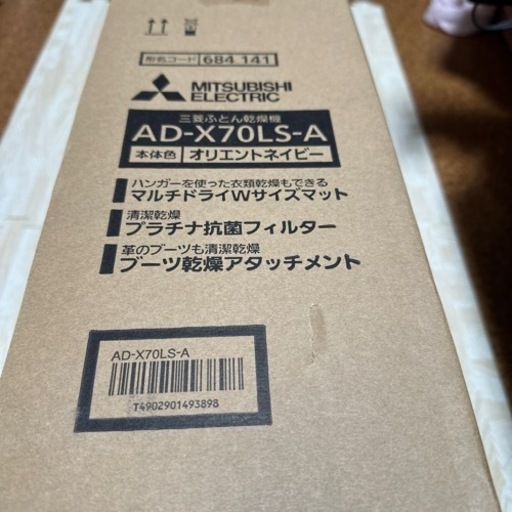 形名コード 684 141
MITSUBISHI
ELECTRIC
三菱ふとん乾燥機
AD-X70LS-A
本体色 オリエントネイビー
ハンガーを使った衣類乾燥もできる
マルチドライWサイズマット
清潔乾燥
プラチナ抗菌フィルター
革のブーツも清潔乾燥
ブーツ乾燥アタッチメント
AD-X70LS-A
T4902901493898